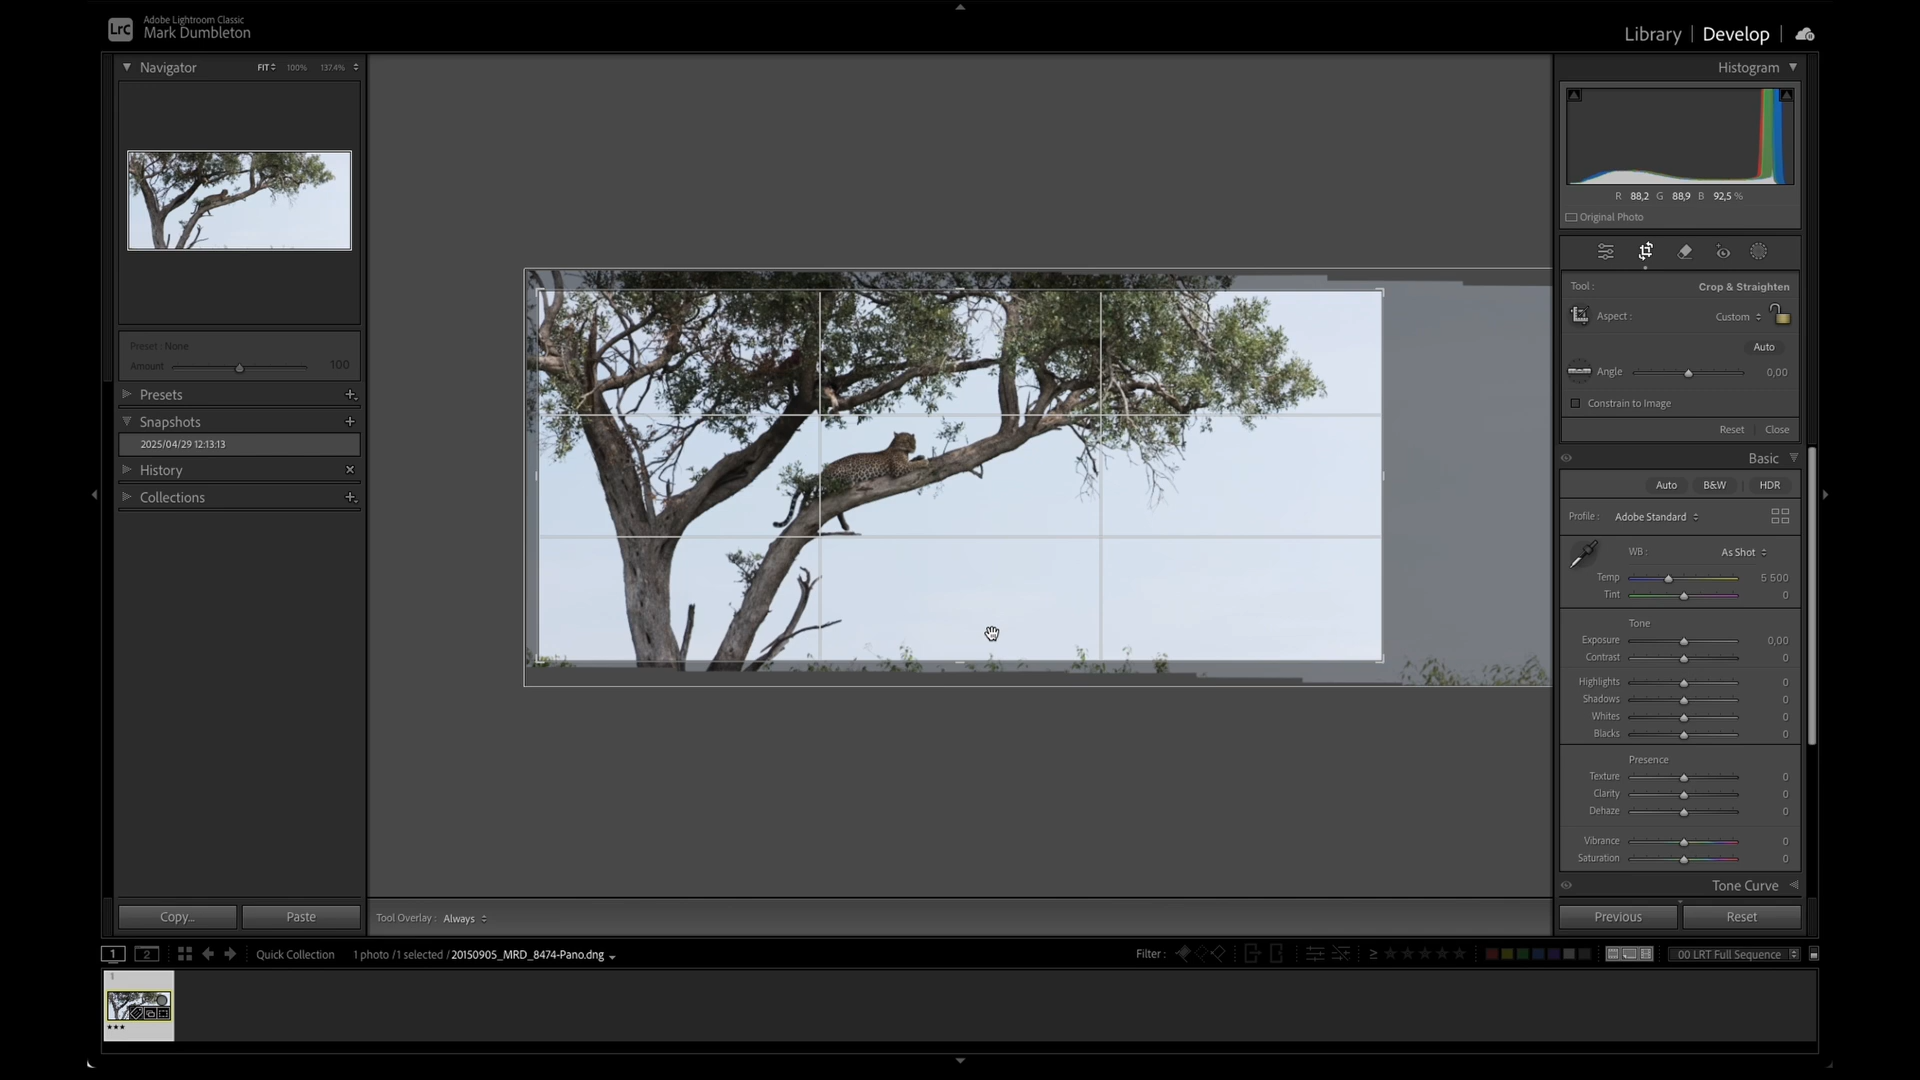 LrC
Adobe Lightroom Classic
Mark Dumbleton
Library | Develop |
Navigator
FIT
100%
137.4%
Histogram
R 88,2 G 88,9 B 92,5 %
Original Photo
Tool :
Crop & Straighten
Aspect :
Custom
Auto
Angle
0,00
Constrain to Image
Reset
Close
Preset : None
Amount
100
Presets
Snapshots
2025/04/29 12:13:13
History
Collections
Basic
Auto
B&W
HDR
Profile :
Adobe Standard
WB :
As Shot
Temp
5 500
Tint
0
Tone
Exposure
0,00
Contrast
0
Highlights
0
Shadows
0
Whites
0
Blacks
0
Presence
Texture
0
Clarity
0
Dehaze
0
Vibrance
0
Saturation
0
Tone Curve
Copy...
Paste
Tool Overlay : Always
Previous
Reset
1
2
Quick Collection
1 photo /1 selected / 20150905_MRD_8474-Pano.dng
Filter :
00 LRT Full Sequence
1